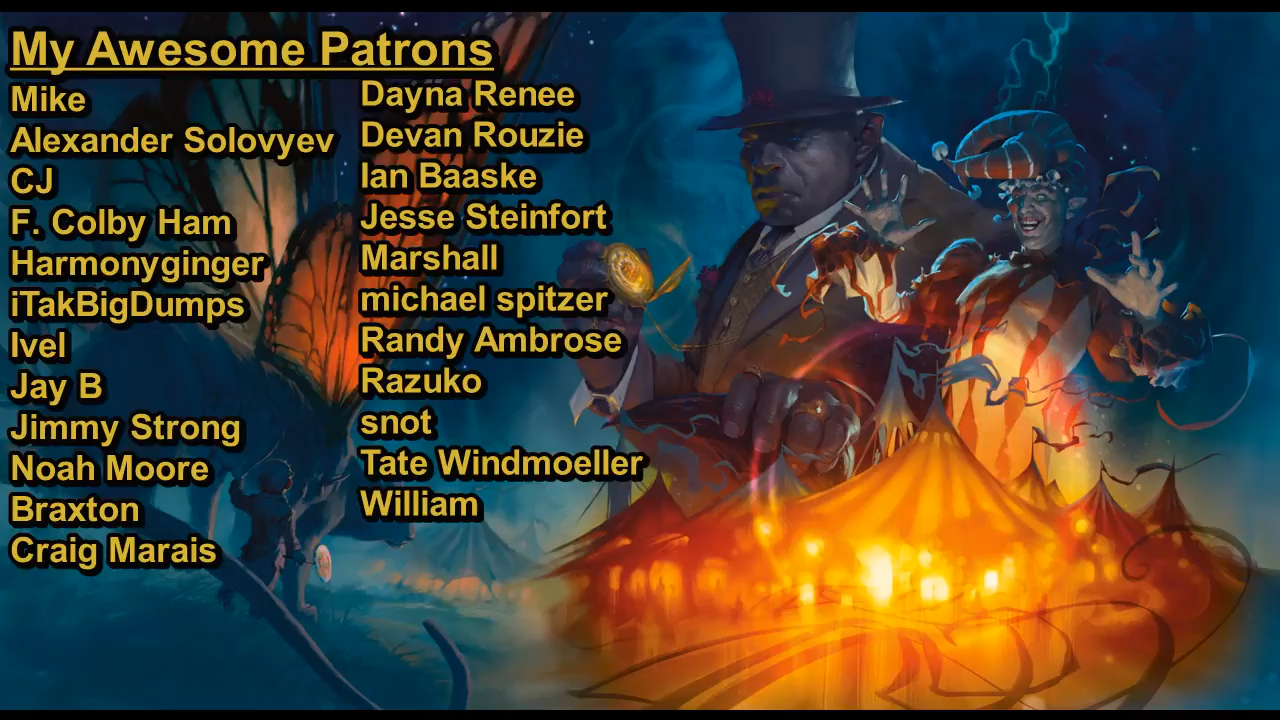 My Awesome Patrons
Mike
Alexander Solovyev
CJ
F. Colby Ham
Harmonyginger
iTakBigDumps
Ivel
Jay B
Jimmy Strong
Noah Moore
Braxton
Craig Marais
Dayna Renee
Devan Rouzie
Ian Baaske
Jesse Steinfort
Marshall
michael spitzer
Randy Ambrose
Razuko
snot
Tate Windmoeller
William